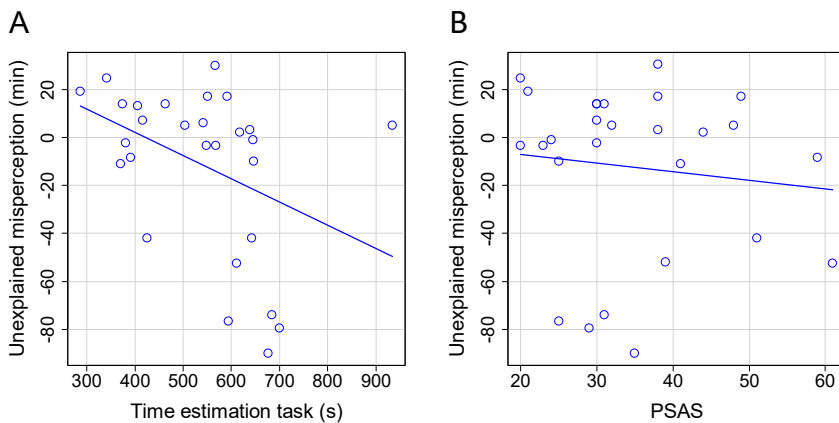 A
Unexplained misperception (min)
20
0
-20
-40
-60
-80
300 400 500 600 700 800 900
Time estimation task (s)
B
Unexplained misperception (min)
20
0
-20
-40
-60
-80
20 30 40 50 60
PSAS